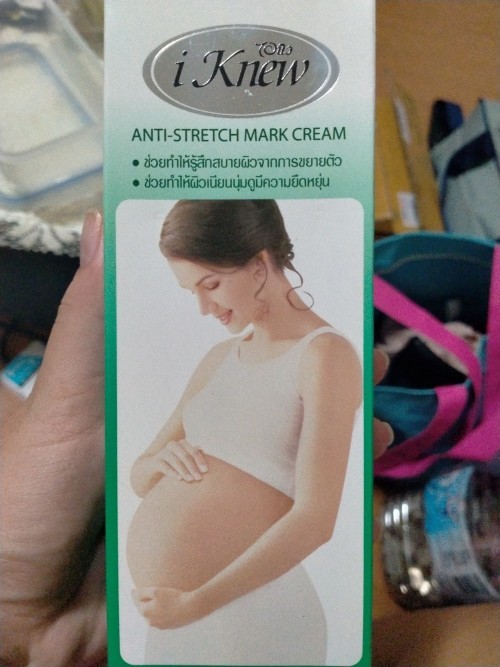 ไอนิว
i Knew
ANTI-STRETCH MARK CREAM
• ช่วยทำให้รู้สึกสบายผิวจากการขยายตัว
• ช่วยทำให้ผิวเนียนนุ่มดูมีความยืดหยุ่น